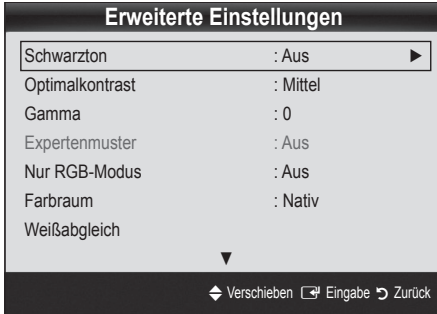 Erweiterte Einstellungen
Schwarzton : Aus ►
Optimalkontrast : Mittel
Gamma : 0
Expertenmuster : Aus
Nur RGB-Modus : Aus
Farbraum : Nativ
Weißabgleich
▼
Verschieben Eingabe Zurück